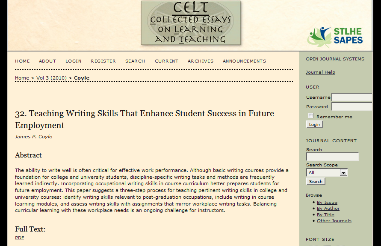 CELT
COLLECTED ESSAYS
ON LEARNING
AND TEACHING
STLHE
SAPES
HOME ABOUT LOGIN REGISTER SEARCH CURRENT ARCHIVES ANNOUNCEMENTS
Home > Vol 3 (2010) > Coyle
32. Teaching Writing Skills That Enhance Student Success in Future
Employment
James P. Coyle
Abstract
The ability to write well is often critical for effective work performance. Although basic writing courses provide a
foundation for college and university students, discipline-specific writing tasks and methods are frequently
learned indirectly. Incorporating occupational writing skills in course curriculum better prepares students for
future employment. This paper suggests a three-step process for teaching pertinent writing skills in college and
university courses: identify writing skills relevant to post-graduation occupations, include writing in course
learning modules, and assess writing skills with assignments that mirror workplace writing tasks. Balancing
curricular learning with these workplace needs is an ongoing challenge for instructors.
Full Text:
PDF
OPEN JOURNAL SYSTEMS
Journal Help
USER
Username
Password
Remember me
Login
JOURNAL CONTENT
Search
Search Scope
All
Search
Browse
By Issue
By Author
By Title
Other Journals
FONT SIZE